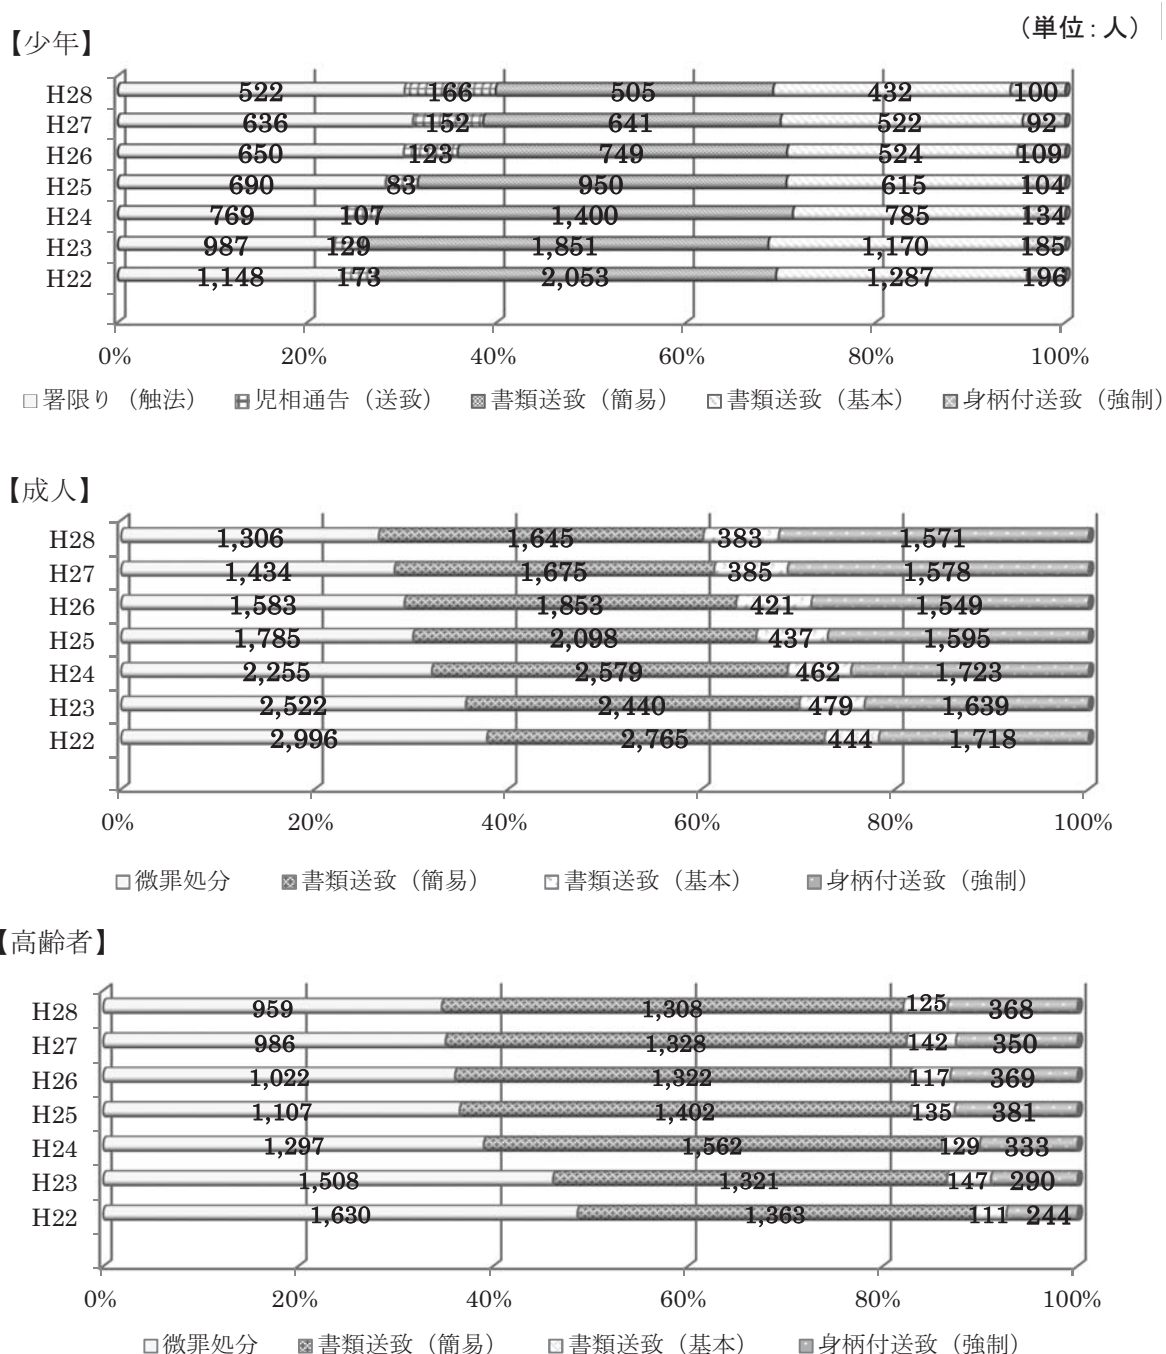 （単位：人）
【少年】
H28 522 166 505 432 100
H27 636 152 641 522 92
H26 650 123 749 524 109
H25 690 83 950 615 104
H24 769 107 1,400 785 134
H23 987 129 1,851 1,170 185
H22 1,148 173 2,053 1,287 196
0% 20% 40% 60% 80% 100%
署限り（触法） 児相通告（送致） 書類送致（簡易） 書類送致（基本） 身柄付送致（強制）
【成人】
H28 1,306 1,645 383 1,571
H27 1,434 1,675 385 1,578
H26 1,583 1,853 421 1,549
H25 1,785 2,098 437 1,595
H24 2,255 2,579 462 1,723
H23 2,522 2,440 479 1,639
H22 2,996 2,765 444 1,718
0% 20% 40% 60% 80% 100%
微罪処分 書類送致（簡易） 書類送致（基本） 身柄付送致（強制）
【高齢者】
H28 959 1,308 125 368
H27 986 1,328 142 350
H26 1,022 1,322 117 369
H25 1,107 1,402 135 381
H24 1,297 1,562 129 333
H23 1,508 1,321 147 290
H22 1,630 1,363 111 244
0% 20% 40% 60% 80% 100%
微罪処分 書類送致（簡易） 書類送致（基本） 身柄付送致（強制）